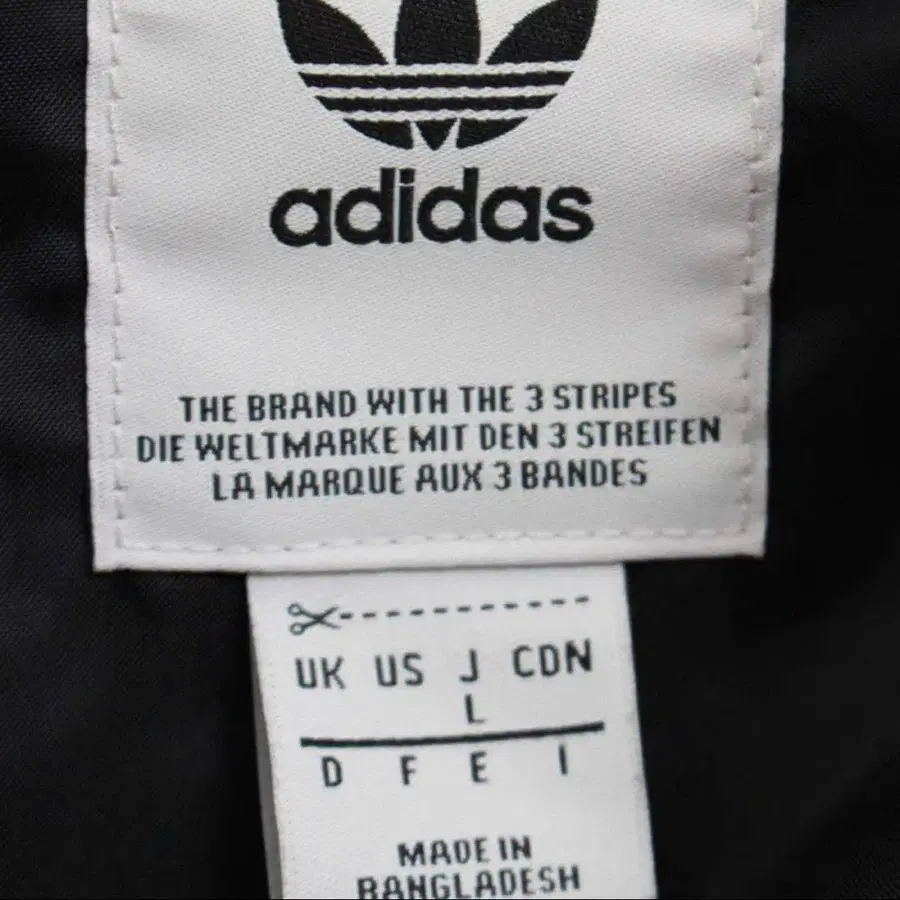 adidas
THE BRAND WITH THE 3 STRIPES
DIE WELTMARKE MIT DEN 3 STREIFEN
LA MARQUE AUX 3 BANDES
UK US J CDN
L
D F E I
MADE IN
BANGLADESH